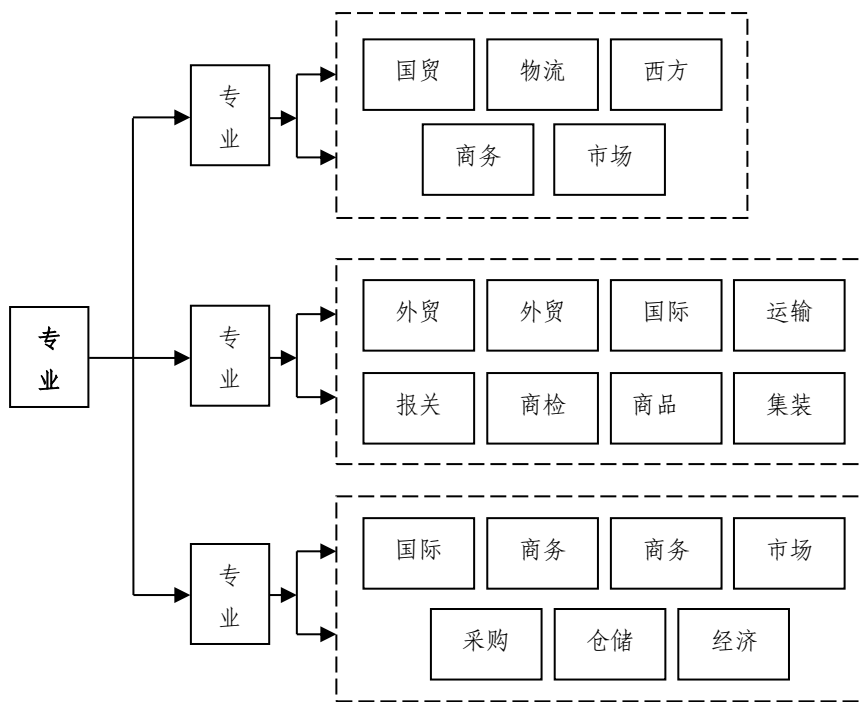 专
业
专
业
国贸
物流
西方
商务
市场
专
业
外贸
外贸
国际
运输
报关
商检
商品
集装
专
业
国际
商务
商务
市场
采购
仓储
经济